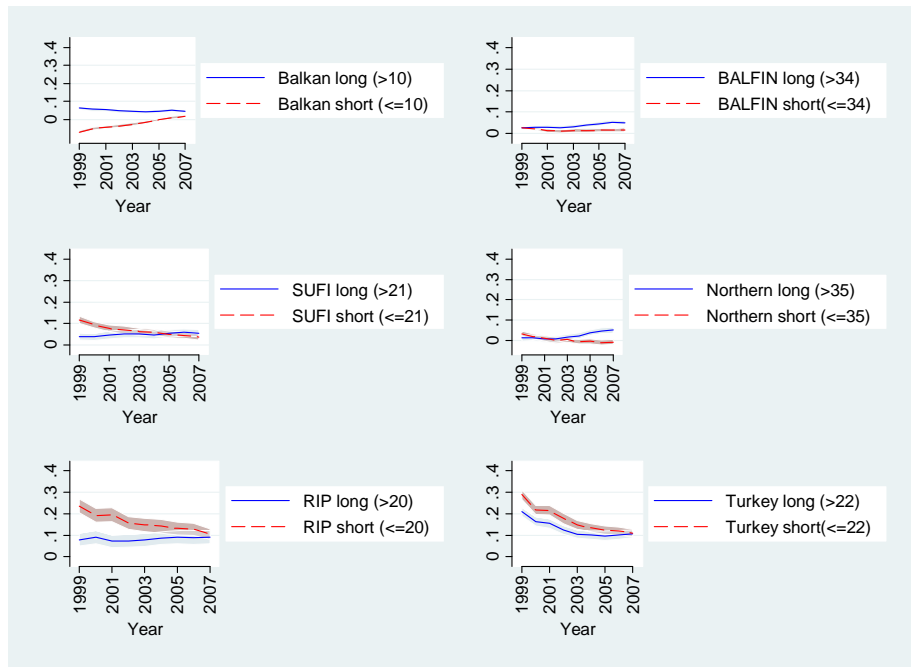 0 .1 .2 .3 .4
1999 2001 2003 2005 2007
Year
Balkan long (>10)
Balkan short (<=10)
0 .1 .2 .3 .4
1999 2001 2003 2005 2007
Year
BALFIN long (>34)
BALFIN short(<=34)
0 .1 .2 .3 .4
1999 2001 2003 2005 2007
Year
SUFI long (>21)
SUFI short (<=21)
0 .1 .2 .3 .4
1999 2001 2003 2005 2007
Year
Northern long (>35)
Northern short (<=35)
0 .1 .2 .3 .4
1999 2001 2003 2005 2007
Year
RIP long (>20)
RIP short (<=20)
0 .1 .2 .3 .4
1999 2001 2003 2005 2007
Year
Turkey long (>22)
Turkey short(<=22)